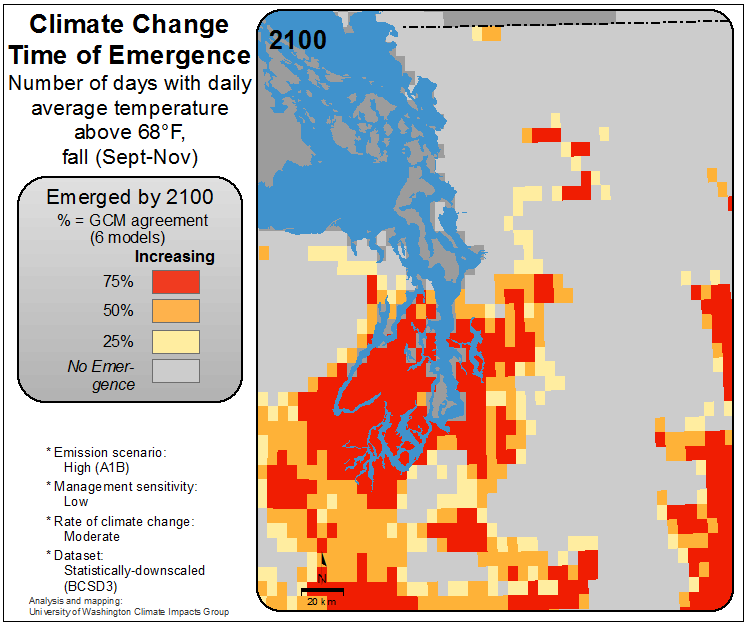 Climate Change
Time of Emergence
Number of days with daily
average temperature
above 68°F,
fall (Sept-Nov)
Emerged by 2100
% = GCM agreement
(6 models)
Increasing
75%
50%
25%
No Emer-
gence
* Emission scenario:
High (A1B)
* Management sensitivity:
Low
* Rate of climate change:
Moderate
* Dataset:
Statistically-downscaled
(BCSD3)
Analysis and mapping:
University of Washington Climate Impacts Group
2100
N
20 km